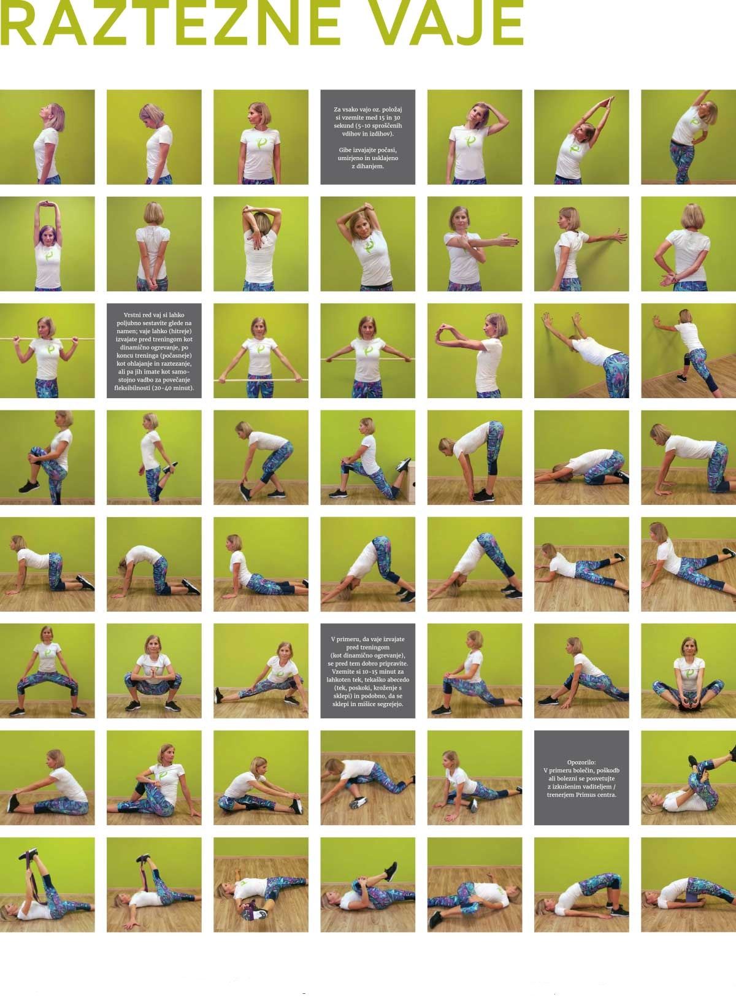 RAZTEZNE VAJE
Za vsako vajo oz. položaj
si vzemite med 15 in 30
sekund (5-10 sproščenih
vdihov in izdihov).
Gibe izvajajte počasi,
umirjeno in usklajeno
z dihanjem.
Vrstni red vaj si lahko
poljubno sestavite glede na
namen; vaje lahko (hitreje)
izvajate pred treningom kot
dinamično ogrevanje, po
koncu treninga (počasneje)
kot ohlajanje in raztezanje,
ali pa jih imate kot samo-
stojno vadbo za povečanje
fleksibilnosti (20-40 minut).
V primeru, da vaje izvajate
pred treningom
(kot dinamično ogrevanje),
se pred tem dobro pripravite.
Vzemite si 10-15 minut za
lahkoten tek, tekaško abecedo
(tek, poskoki, kroženje s
sklepi) in podobno, da se
sklepi in mišice segrejejo.
Opozorilo:
V primeru bolečin, poškodb
ali bolezni se posvetujte
z izkušenim vaditeljem /
trenerjem Primus centra.